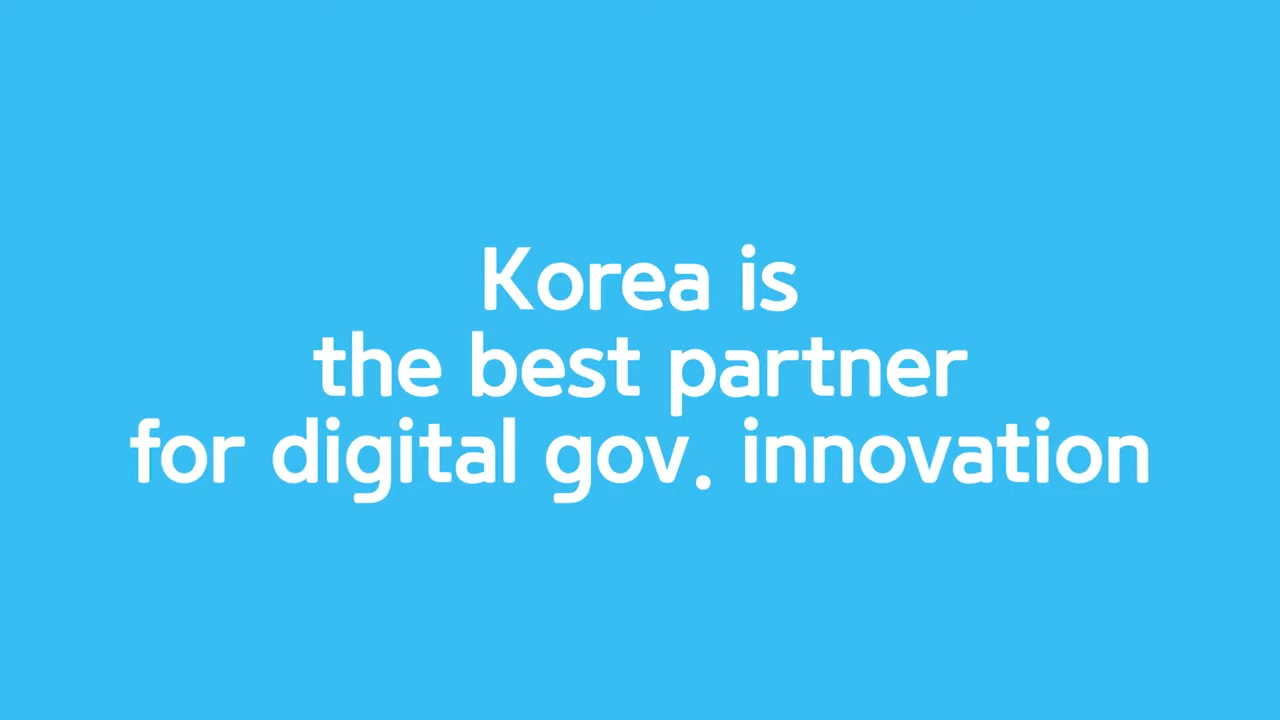 Korea is
the best partner
for digital gov. innovation